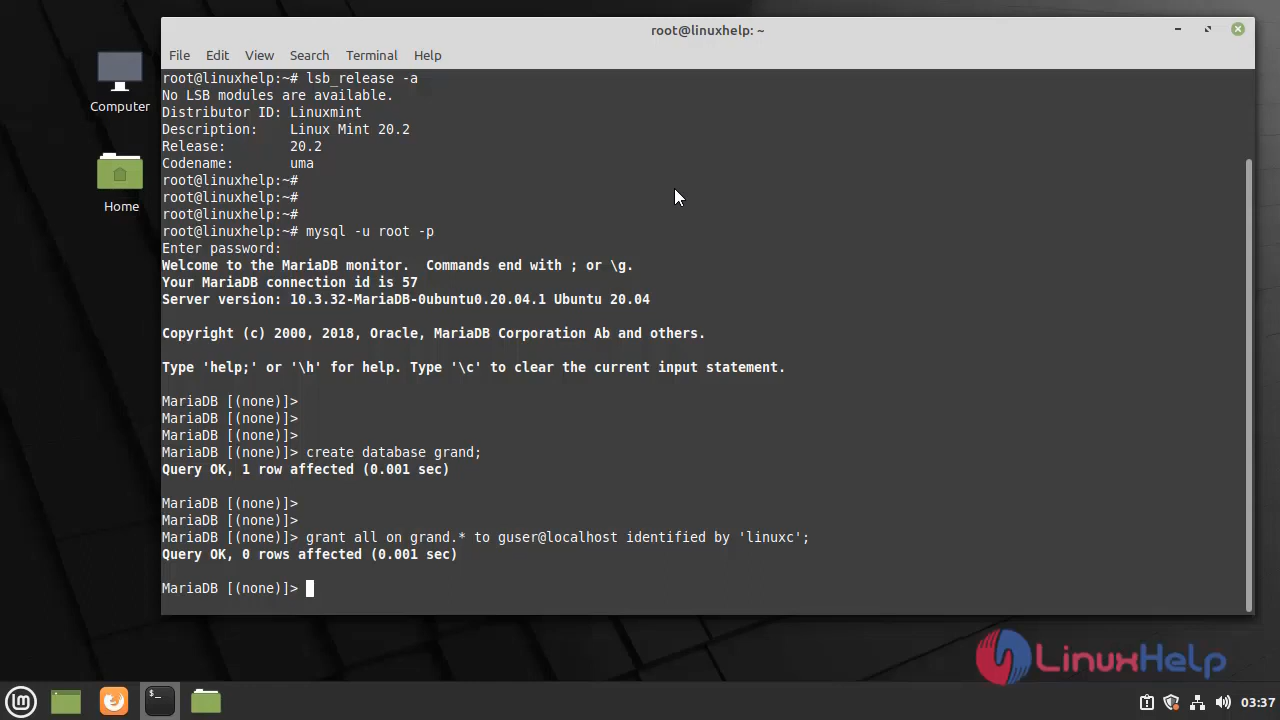 root@linuxhelp: ~
File Edit View Search Terminal Help
root@linuxhelp:~# lsb_release -a
No LSB modules are available.
Distributor ID: Linuxmint
Description:    Linux Mint 20.2
Release:        20.2
Codename:       uma
root@linuxhelp:~#
root@linuxhelp:~#
root@linuxhelp:~#
root@linuxhelp:~# mysql -u root -p
Enter password:
Welcome to the MariaDB monitor.  Commands end with ; or \g.
Your MariaDB connection id is 57
Server version: 10.3.32-MariaDB-0ubuntu0.20.04.1 Ubuntu 20.04
Copyright (c) 2000, 2018, Oracle, MariaDB Corporation Ab and others.
Type 'help;' or '\h' for help. Type '\c' to clear the current input statement.
MariaDB [(none)]>
MariaDB [(none)]>
MariaDB [(none)]>
MariaDB [(none)]> create database grand;
Query OK, 1 row affected (0.001 sec)
MariaDB [(none)]>
MariaDB [(none)]>
MariaDB [(none)]> grant all on grand.* to guser@localhost identified by 'linuxc';
Query OK, 0 rows affected (0.001 sec)
MariaDB [(none)]>
Computer
Home
LinuxHelp
03:37